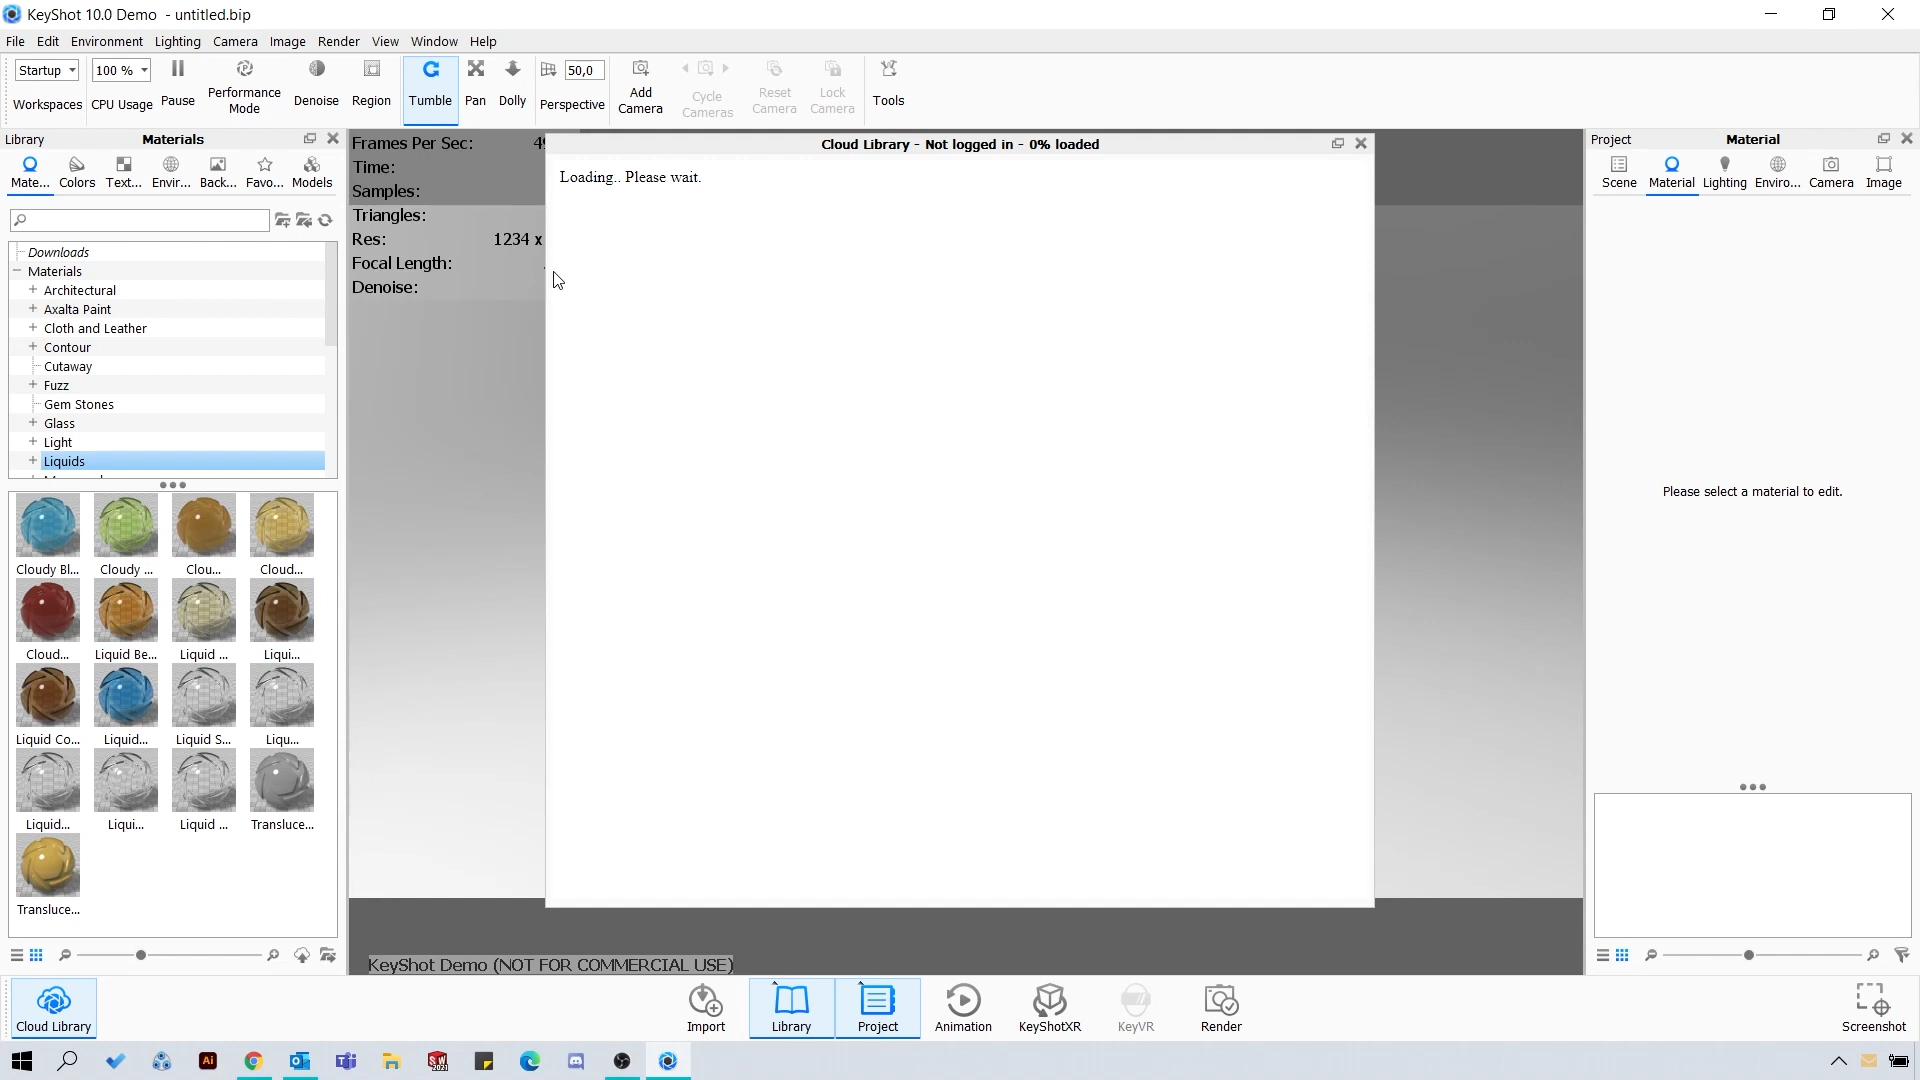 KeyShot 10.0 Demo - untitled.bip
File Edit Environment Lighting Camera Image Render View Window Help
Startup 100 % 50,0
Workspaces CPU Usage Pause Performance Mode Denoise Region Tumble Pan Dolly Perspective Add Camera Cycle Cameras Reset Camera Lock Camera Tools
Library Materials
Mate... Colors Text... Envir... Back... Favo... Models
Downloads
Materials
Architectural
Axalta Paint
Cloth and Leather
Contour
Cutaway
Fuzz
Gem Stones
Glass
Light
Liquids
Cloudy Bl... Cloudy ... Clou... Cloud...
Cloud... Liquid Be... Liquid ... Liqui...
Liquid Co... Liquid... Liquid S... Liqu...
Liquid... Liqui... Liquid ... Transluce...
Transluce...
Frames Per Sec:
Time:
Samples:
Triangles:
Res: 1234 x
Focal Length:
Denoise:
Cloud Library - Not logged in - 0% loaded
Loading.. Please wait.
KeyShot Demo (NOT FOR COMMERCIAL USE)
Project Material
Scene Material Lighting Enviro... Camera Image
Please select a material to edit.
Cloud Library Import Library Project Animation KeyShotXR KeyVR Render Screenshot
Ai
SW
2021